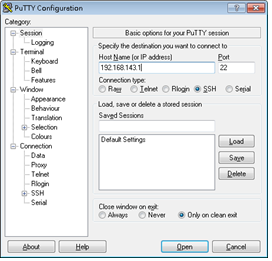 PuTTY Configuration
Category:
Session
Logging
Terminal
Keyboard
Bell
Features
Window
Appearance
Behaviour
Translation
Selection
Colours
Connection
Data
Proxy
Telnet
Rlogin
SSH
Serial
Basic options for your PuTTY session
Specify the destination you want to connect to
Host Name (or IP address) Port
192.168.143.1 22
Connection type:
Raw Telnet Rlogin SSH Serial
Load, save or delete a stored session
Saved Sessions
Default Settings
Load
Save
Delete
Close window on exit:
Always Never Only on clean exit
About Help Open Cancel